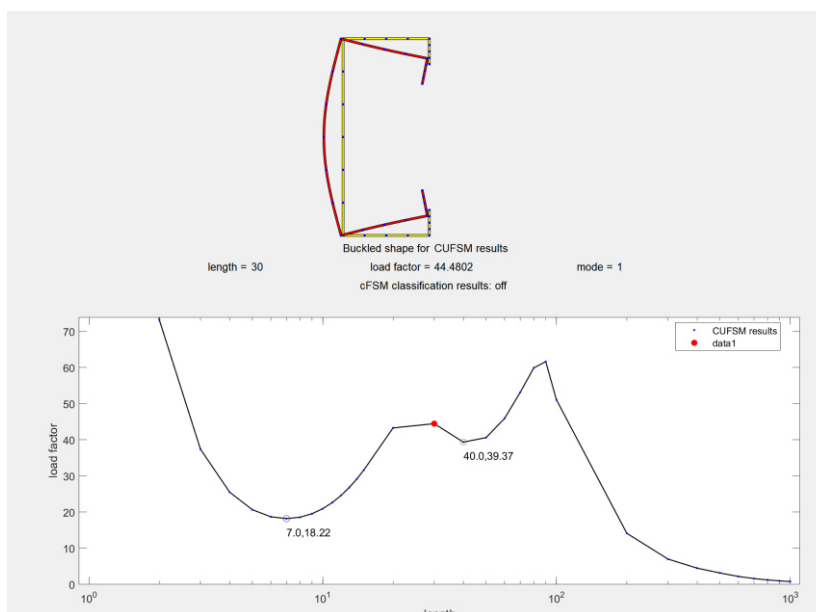 Buckled shape for CUFSM results
length = 30 load factor = 44.4802 mode = 1
cFSM classification results: off
CUFSM results
data1
load factor
70
60
50
40
30
20
10
0
40.0,39.37
7.0,18.22
10^0 10^1 10^2 10^3
length